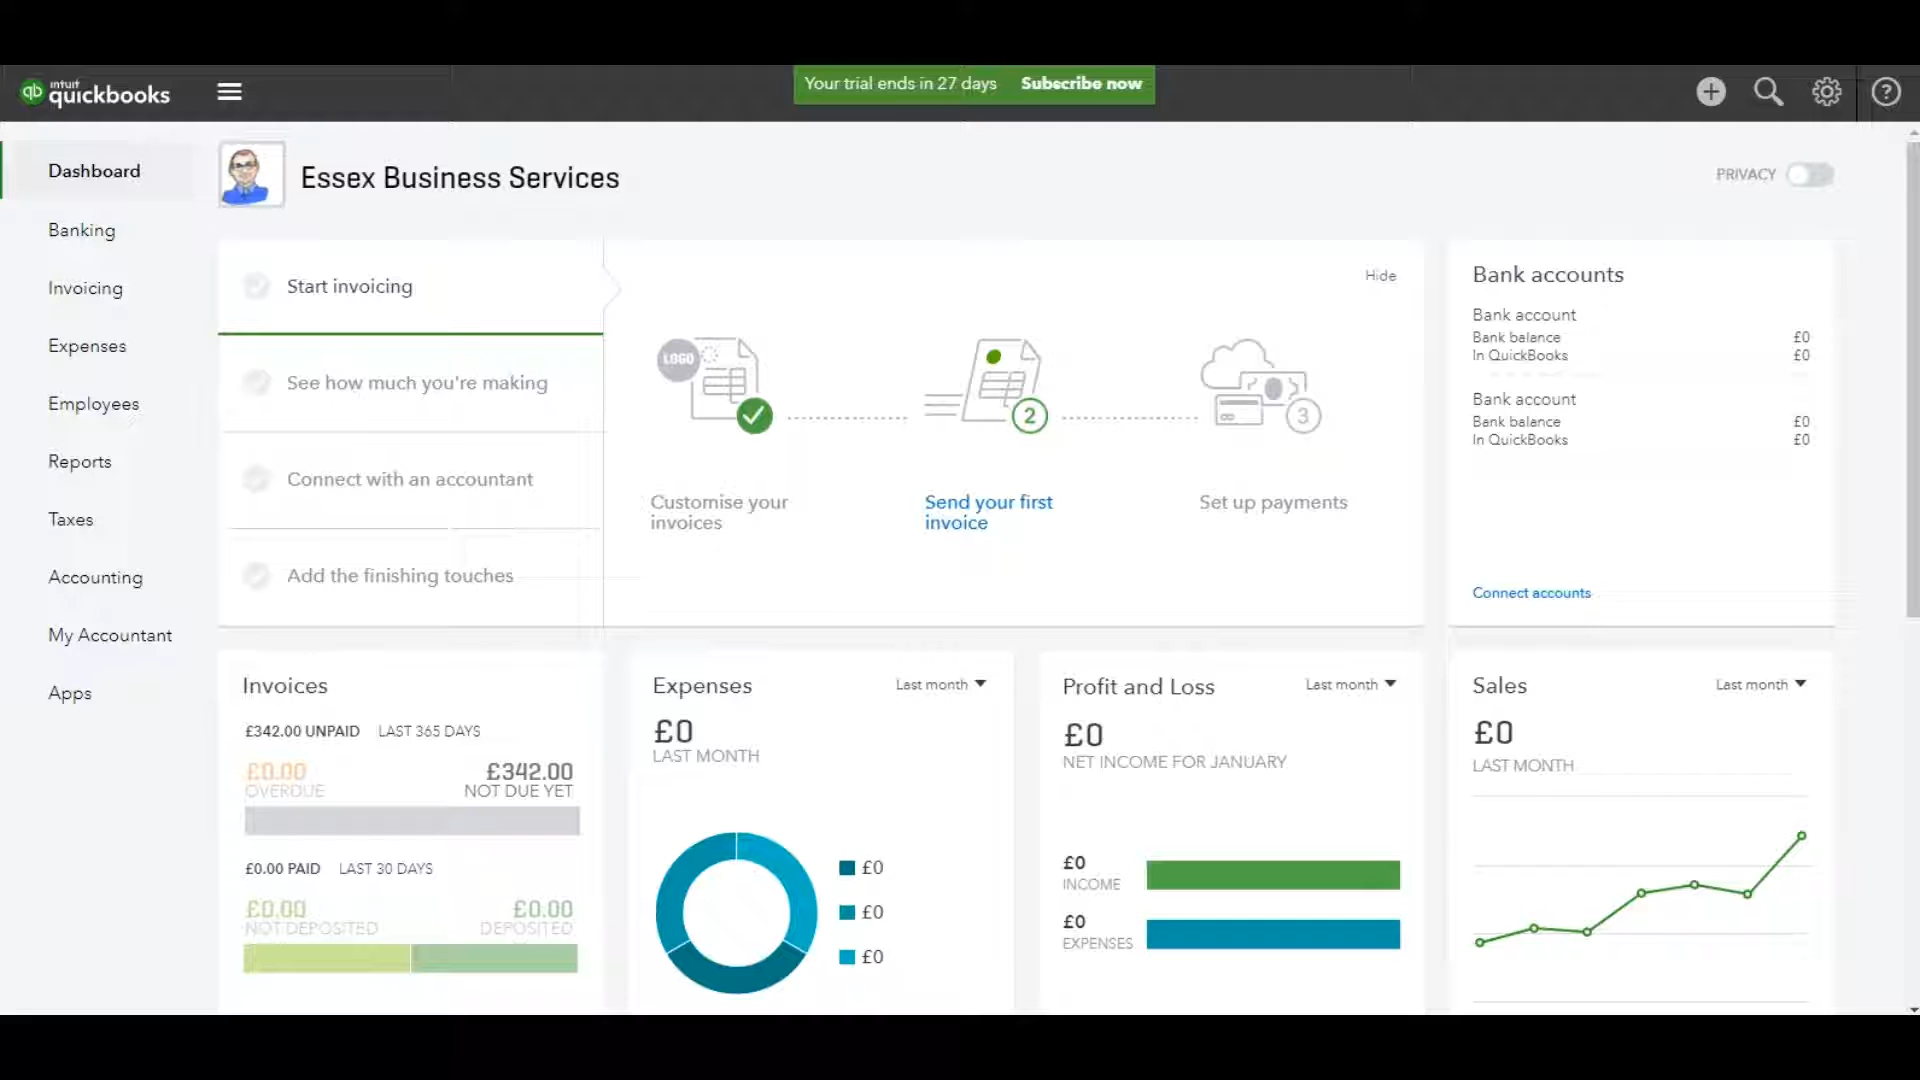 intuit
quickbooks
Your trial ends in 27 days Subscribe now
Dashboard
Banking
Invoicing
Expenses
Employees
Reports
Taxes
Accounting
My Accountant
Apps
Essex Business Services
PRIVACY
Start invoicing
See how much you're making
Connect with an accountant
Add the finishing touches
Hide
LOGO
2
3
Customise your
invoices
Send your first
invoice
Set up payments
Bank accounts
Bank account
Bank balance £0
In QuickBooks £0
Bank account
Bank balance £0
In QuickBooks £0
Connect accounts
Invoices
£342.00 UNPAID LAST 365 DAYS
£0.00 £342.00
OVERDUE NOT DUE YET
£0.00 PAID LAST 30 DAYS
£0.00 £0.00
NOT DEPOSITED DEPOSITED
Expenses Last month
£0
LAST MONTH
£0
£0
£0
Profit and Loss Last month
£0
NET INCOME FOR JANUARY
£0
INCOME
£0
EXPENSES
Sales Last month
£0
LAST MONTH